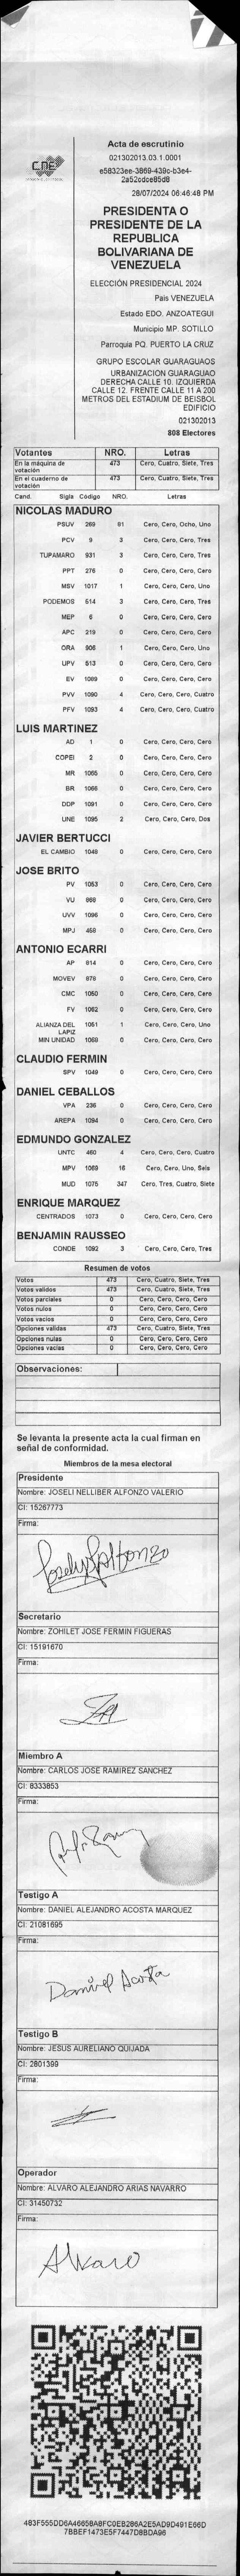 CNE
Acta de escrutinio
021302013.03.1.0001
e58323ee-3869-439c-b3e4-
2a52cdce85d8
28/07/2024 06:46:48 PM
PRESIDENTA O
PRESIDENTE DE LA
REPUBLICA
BOLIVARIANA DE
VENEZUELA
ELECCIÓN PRESIDENCIAL 2024
País VENEZUELA
Estado EDO. ANZOATEGUI
Municipio MP. SOTILLO
Parroquia PQ. PUERTO LA CRUZ
GRUPO ESCOLAR GUARAGUAOS
URBANIZACION GUARAGUAO
DERECHA CALLE 10. IZQUIERDA
CALLE 12. FRENTE CALLE 11 A 200
METROS DEL ESTADIUM DE BEISBOL
EDIFICIO
021302013
808 Electores
Votantes NRO. Letras
En la máquina de votación 473 Cero, Cuatro, Siete, Tres
En el cuaderno de votación 473 Cero, Cuatro, Siete, Tres
Cand. Sigla Código NRO. Letras
NICOLAS MADURO
PSUV 269 81 Cero, Cero, Ocho, Uno
PCV 9 3 Cero, Cero, Cero, Tres
TUPAMARO 931 3 Cero, Cero, Cero, Tres
PPT 276 0 Cero, Cero, Cero, Cero
MSV 1017 1 Cero, Cero, Cero, Uno
PODEMOS 514 3 Cero, Cero, Cero, Tres
MEP 6 0 Cero, Cero, Cero, Cero
APC 219 0 Cero, Cero, Cero, Cero
ORA 906 1 Cero, Cero, Cero, Uno
UPV 513 0 Cero, Cero, Cero, Cero
EV 1089 0 Cero, Cero, Cero, Cero
PVV 1090 4 Cero, Cero, Cero, Cuatro
PFV 1093 4 Cero, Cero, Cero, Cuatro
LUIS MARTINEZ
AD 1 0 Cero, Cero, Cero, Cero
COPEI 2 0 Cero, Cero, Cero, Cero
MR 1065 0 Cero, Cero, Cero, Cero
BR 1066 0 Cero, Cero, Cero, Cero
DDP 1091 0 Cero, Cero, Cero, Cero
UNE 1095 2 Cero, Cero, Cero, Dos
JAVIER BERTUCCI
EL CAMBIO 1048 0 Cero, Cero, Cero, Cero
JOSE BRITO
PV 1053 0 Cero, Cero, Cero, Cero
VU 868 0 Cero, Cero, Cero, Cero
UVV 1086 0 Cero, Cero, Cero, Cero
MPJ 458 0 Cero, Cero, Cero, Cero
ANTONIO ECARRI
AP 814 0 Cero, Cero, Cero, Cero
MOVEV 878 0 Cero, Cero, Cero, Cero
CMC 1050 0 Cero, Cero, Cero, Cero
FV 1062 0 Cero, Cero, Cero, Cero
ALIANZA DEL LAPIZ 1051 1 Cero, Cero, Cero, Uno
MIN UNIDAD 1068 0 Cero, Cero, Cero, Cero
CLAUDIO FERMIN
SPV 1049 0 Cero, Cero, Cero, Cero
DANIEL CEBALLOS
VPA 236 0 Cero, Cero, Cero, Cero
AREPA 1094 0 Cero, Cero, Cero, Cero
EDMUNDO GONZALEZ
UNTC 460 4 Cero, Cero, Cero, Cuatro
MPV 1069 16 Cero, Cero, Uno, Seis
MUD 1075 347 Cero, Tres, Cuatro, Siete
ENRIQUE MARQUEZ
CENTRADOS 1073 0 Cero, Cero, Cero, Cero
BENJAMIN RAUSSEO
CONDE 1092 3 Cero, Cero, Cero, Tres
Resumen de votos
Votos 473 Cero, Cuatro, Siete, Tres
Votos validos 473 Cero, Cuatro, Siete, Tres
Votos parciales 0 Cero, Cero, Cero, Cero
Votos nulos 0 Cero, Cero, Cero, Cero
Votos vacios 0 Cero, Cero, Cero, Cero
Opciones validas 473 Cero, Cuatro, Siete, Tres
Opciones nulas 0 Cero, Cero, Cero, Cero
Opciones vacias 0 Cero, Cero, Cero, Cero
Observaciones:
Se levanta la presente acta la cual firman en
señal de conformidad.
Miembros de la mesa electoral
Presidente
Nombre: JOSELI NELLIBER ALFONZO VALERIO
CI: 15267773
Firma:
Joselyn Alfonzo
Secretario
Nombre: ZOHILET JOSE FERMIN FIGUERAS
CI: 15191670
Firma:
Miembro A
Nombre: CARLOS JOSE RAMIREZ SANCHEZ
CI: 8333853
Firma:
Testigo A
Nombre: DANIEL ALEJANDRO ACOSTA MARQUEZ
CI: 21081695
Firma:
Daniel Acosta
Testigo B
Nombre: JESUS AURELIANO QUIJADA
CI: 2801399
Firma:
Operador
Nombre: ALVARO ALEJANDRO ARIAS NAVARRO
CI: 31450732
Firma:
Alvaro
483F555DD6A46658A8FC0EB286A2E5AD9D491E66D
7BBEF1473E5F7447D8BDA96